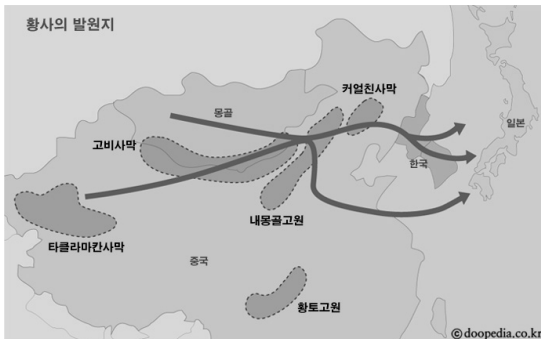 황사의 발원지
커얼친사막
몽골
일본
고비사막
한국
내몽골고원
타클라마칸사막
중국
황토고원
ⓒdoopedia.co.kr